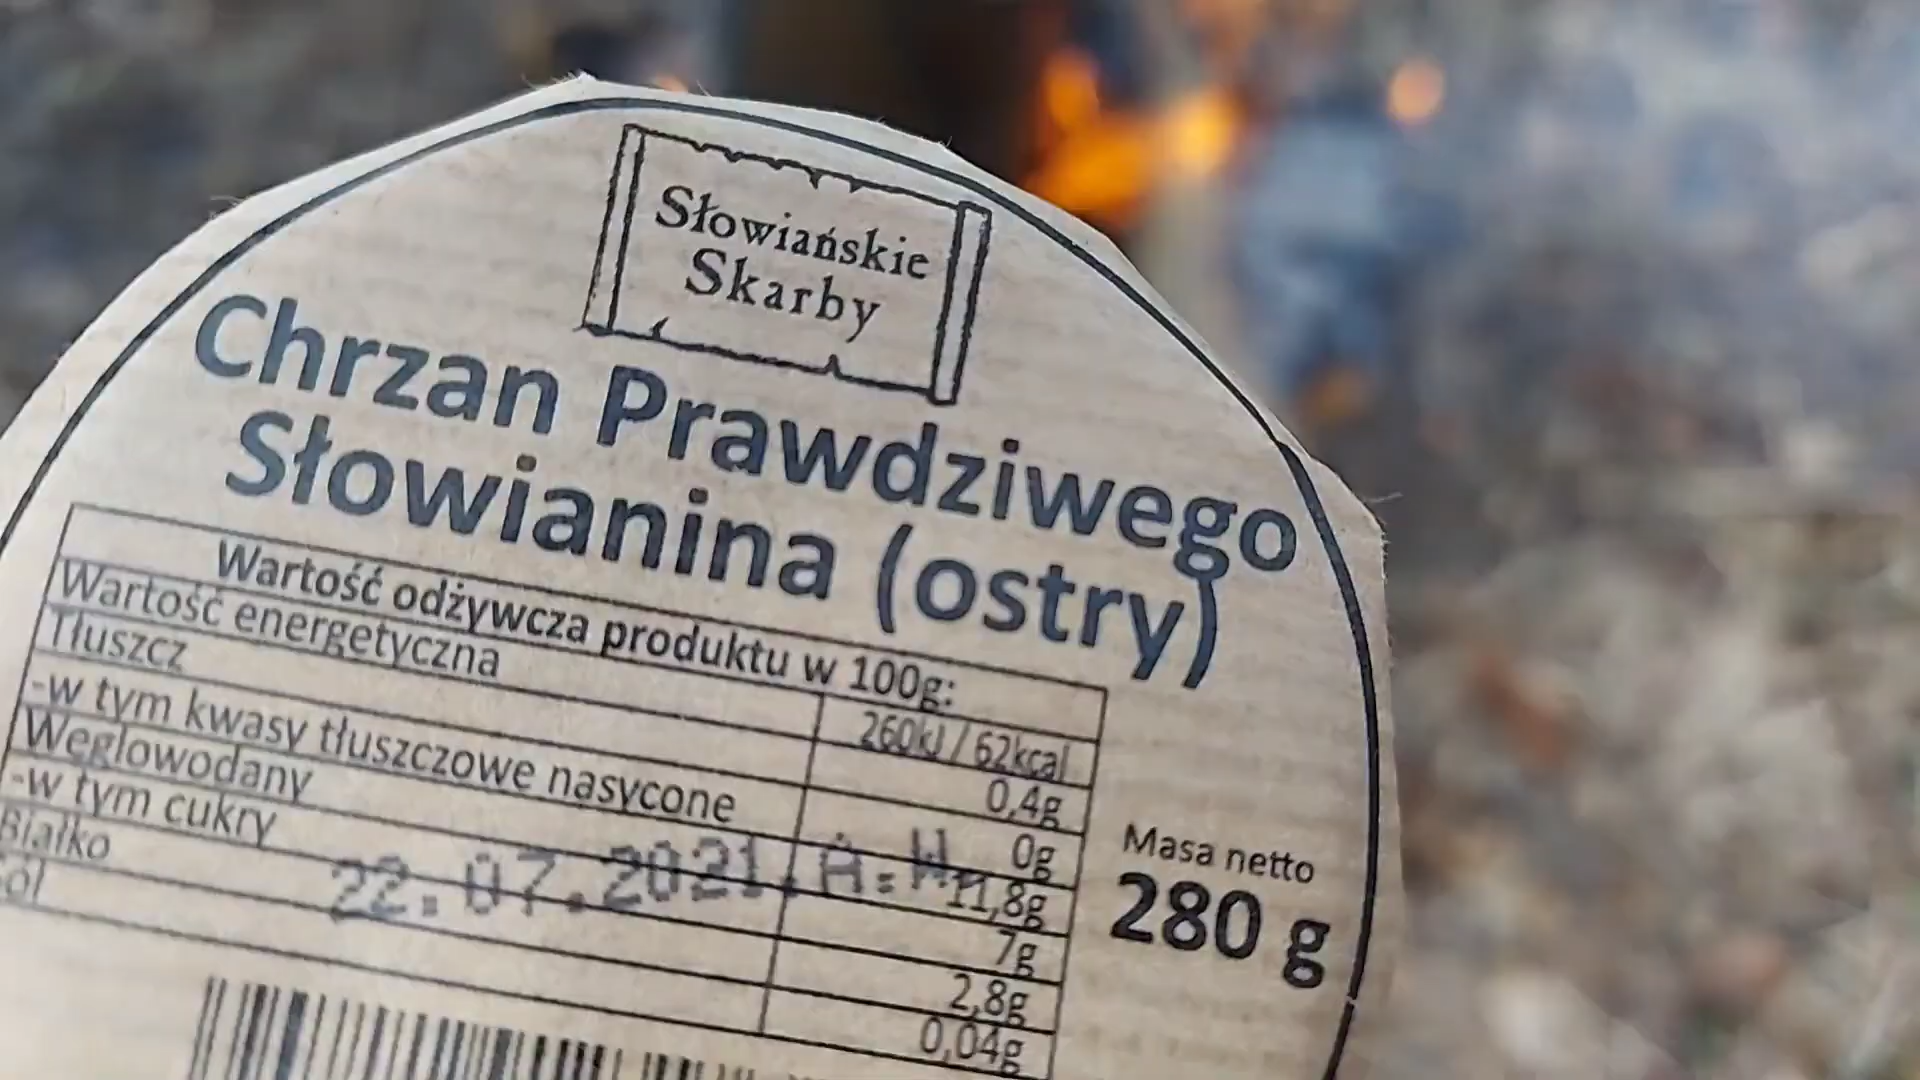 Słowiańskie
Skarby
Chrzan Prawdziwego
Słowianina (ostry)
Wartość odżywcza produktu w 100g:
Wartość energetyczna 260kJ / 62kcal
Tłuszcz 0,4g
-w tym kwasy tłuszczowe nasycone 0g
Węglowodany 11,8g
-w tym cukry 7g
Białko 2,8g
Sól 0,04g
22.07.2021.A.W.
Masa netto
280 g